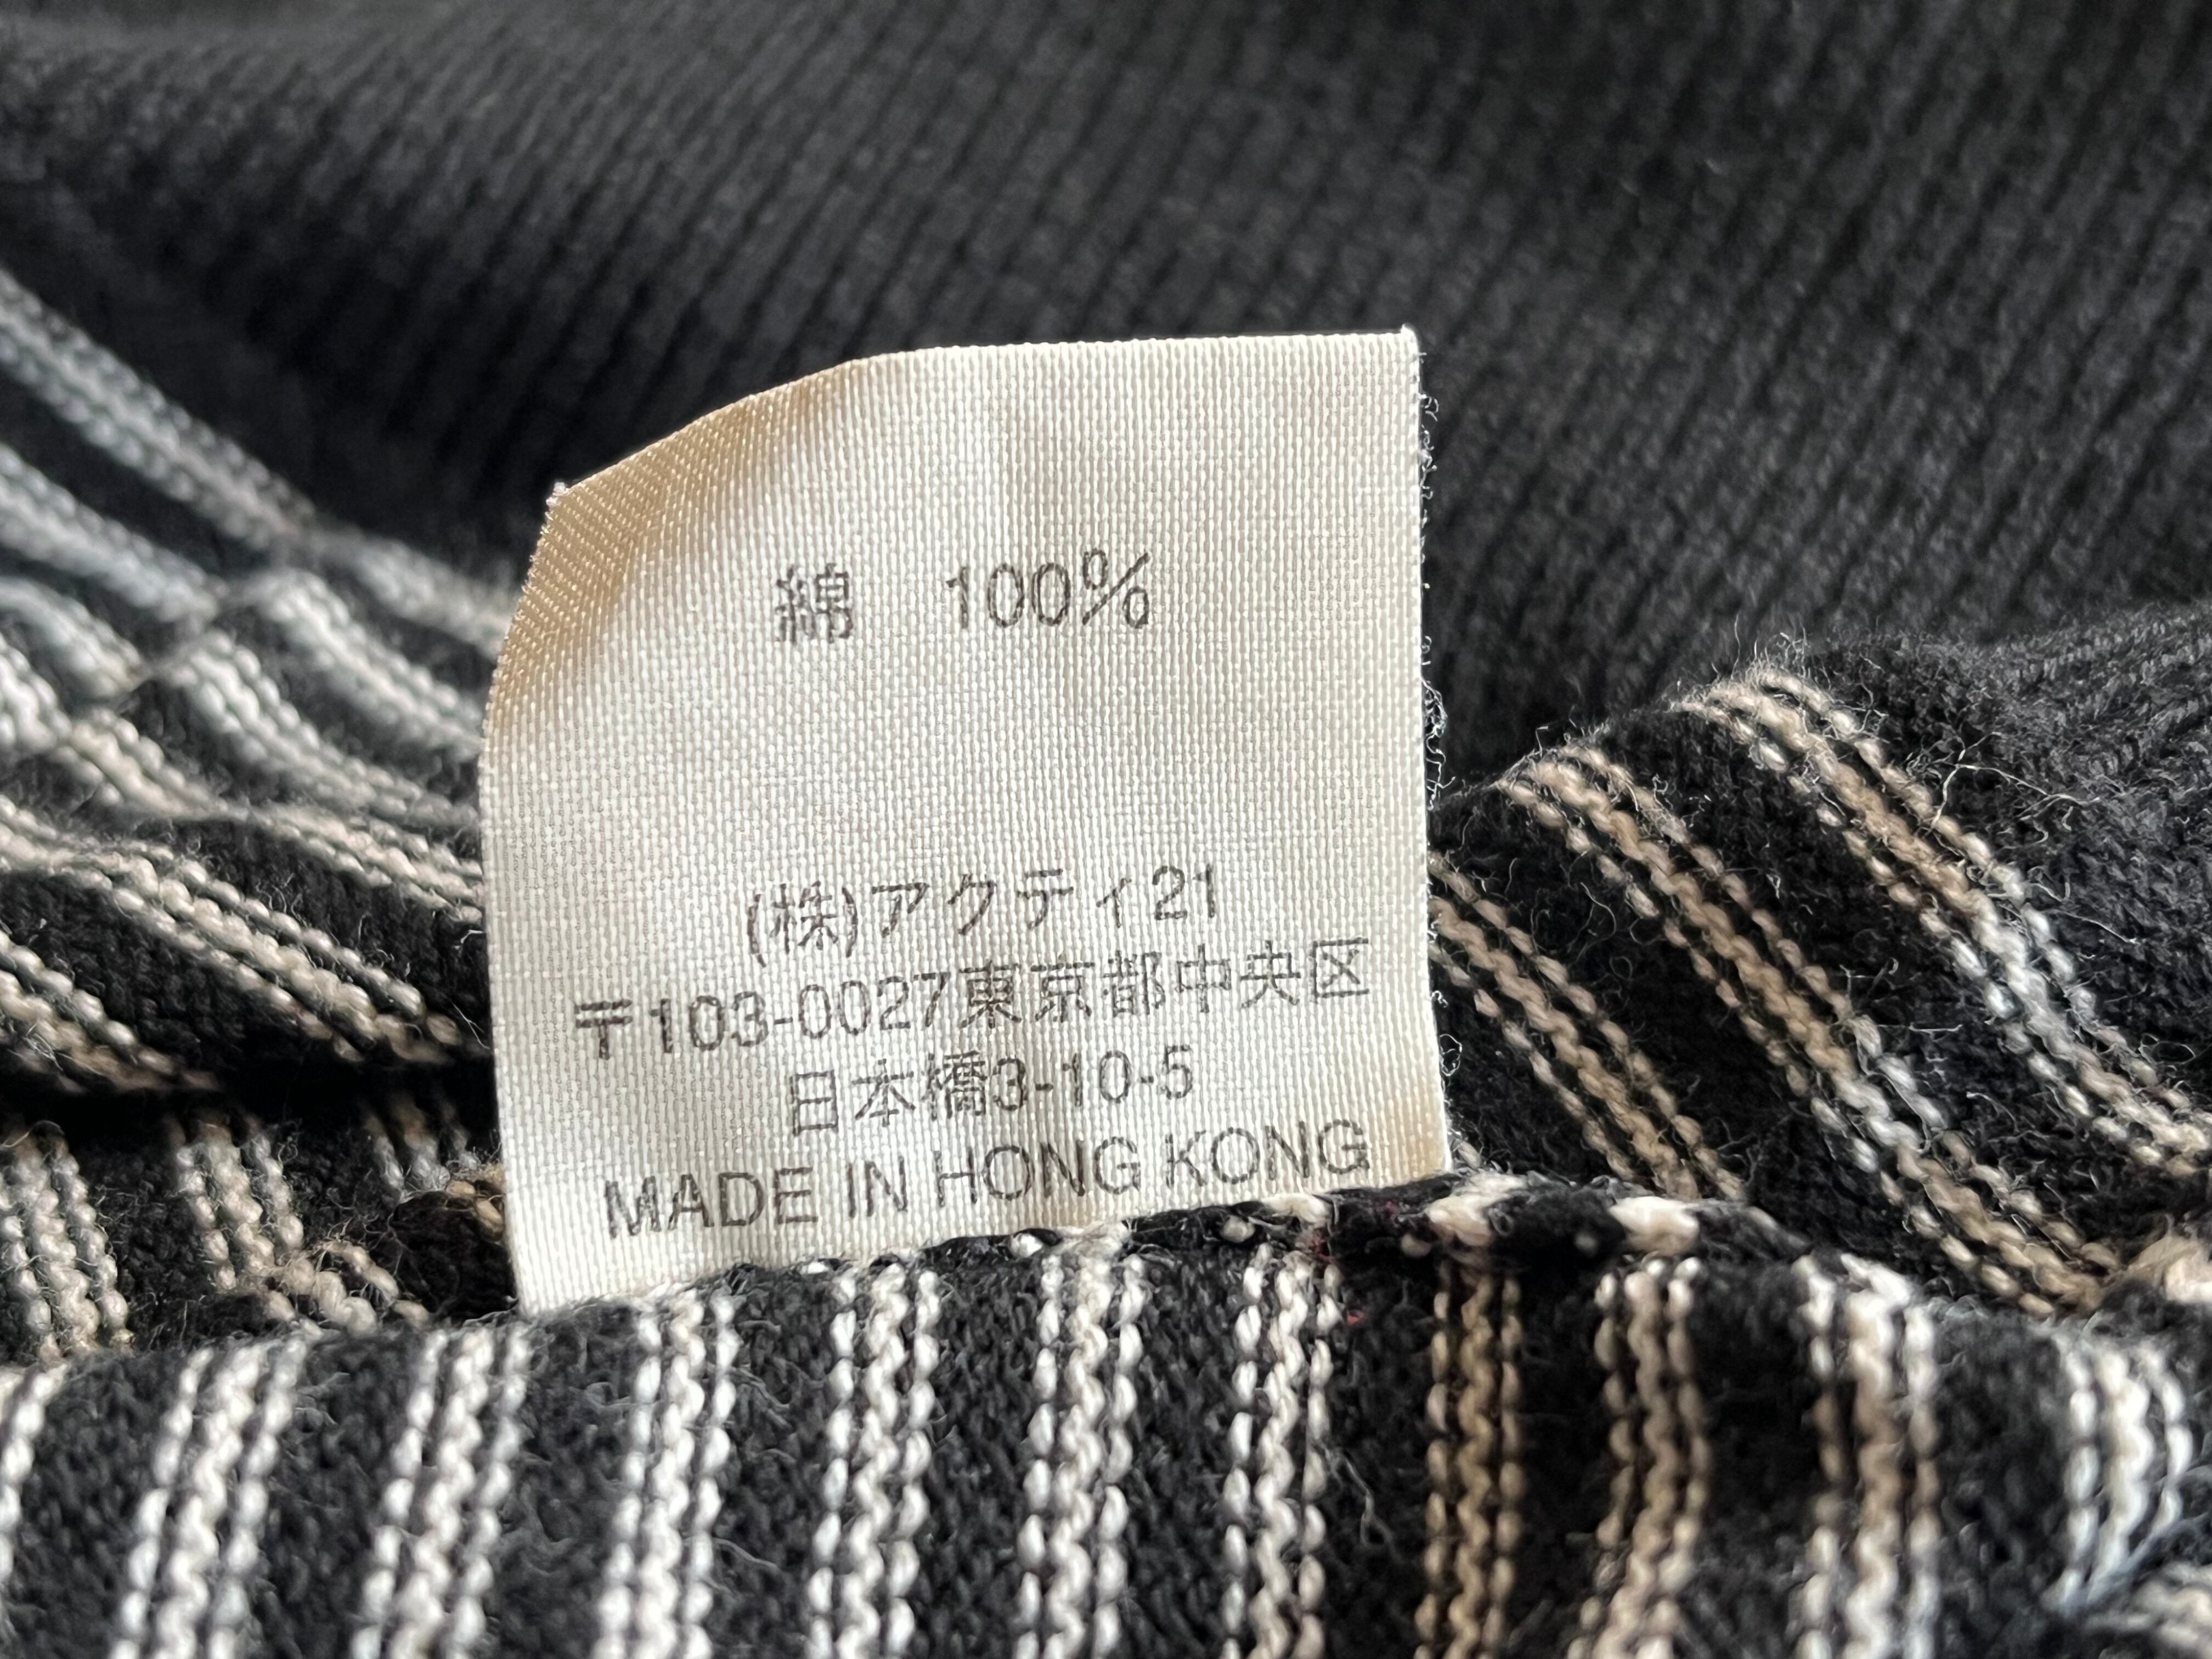 綿 100%
(株)アクティ21
〒103-0027東京都中央区
日本橋3-10-5
MADE IN HONG KONG